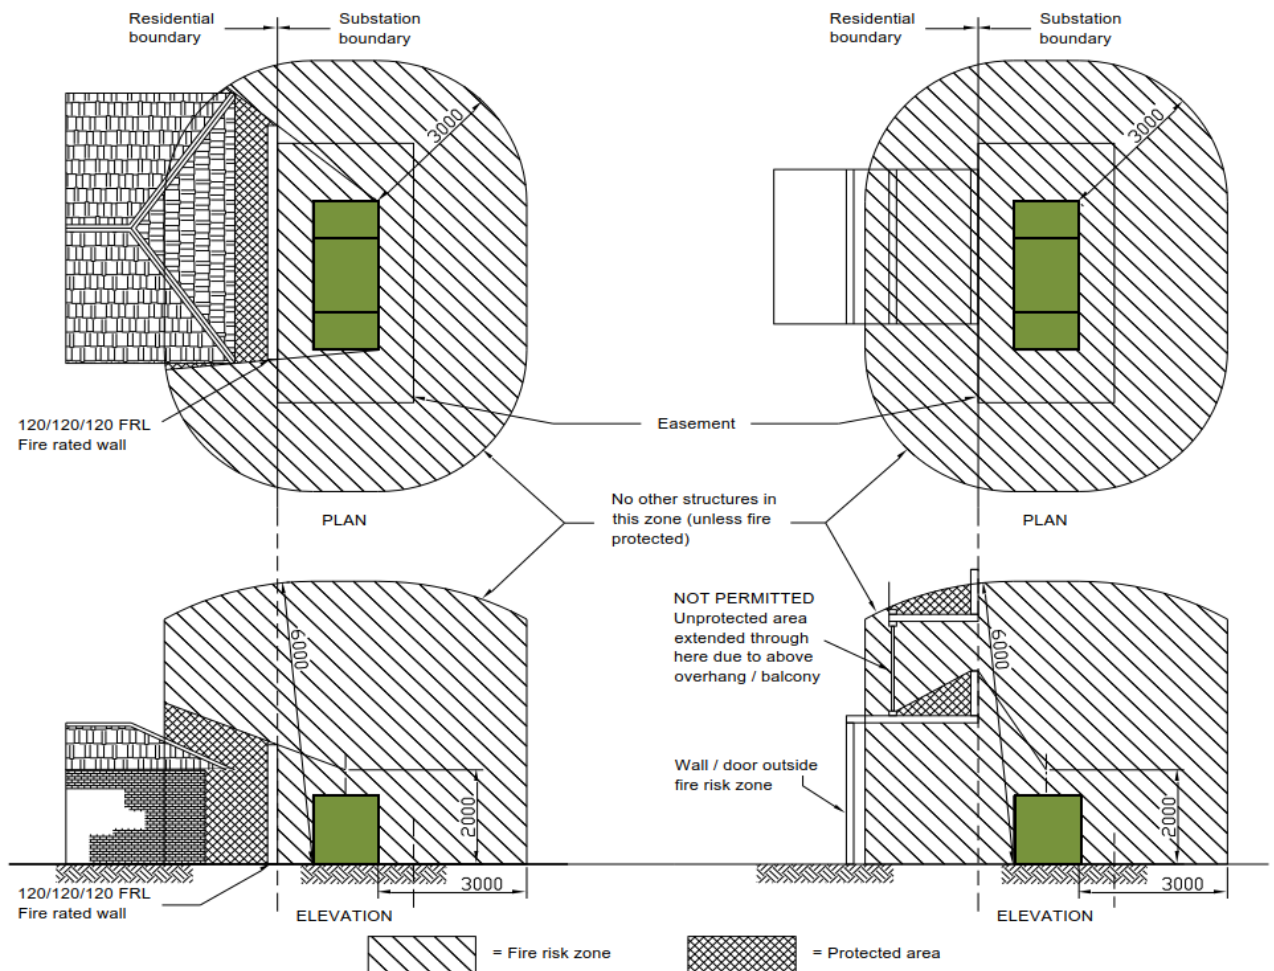 Residential
boundary
Substation
boundary
Residential
boundary
Substation
boundary
3000
3000
120/120/120 FRL
Fire rated wall
Easement
No other structures in
this zone (unless fire
protected)
PLAN
PLAN
NOT PERMITTED
Unprotected area
extended through
here due to above
overhang / balcony
6000
6000
Wall / door outside
fire risk zone
2000
2000
3000
3000
120/120/120 FRL
Fire rated wall
ELEVATION
ELEVATION
= Fire risk zone
= Protected area